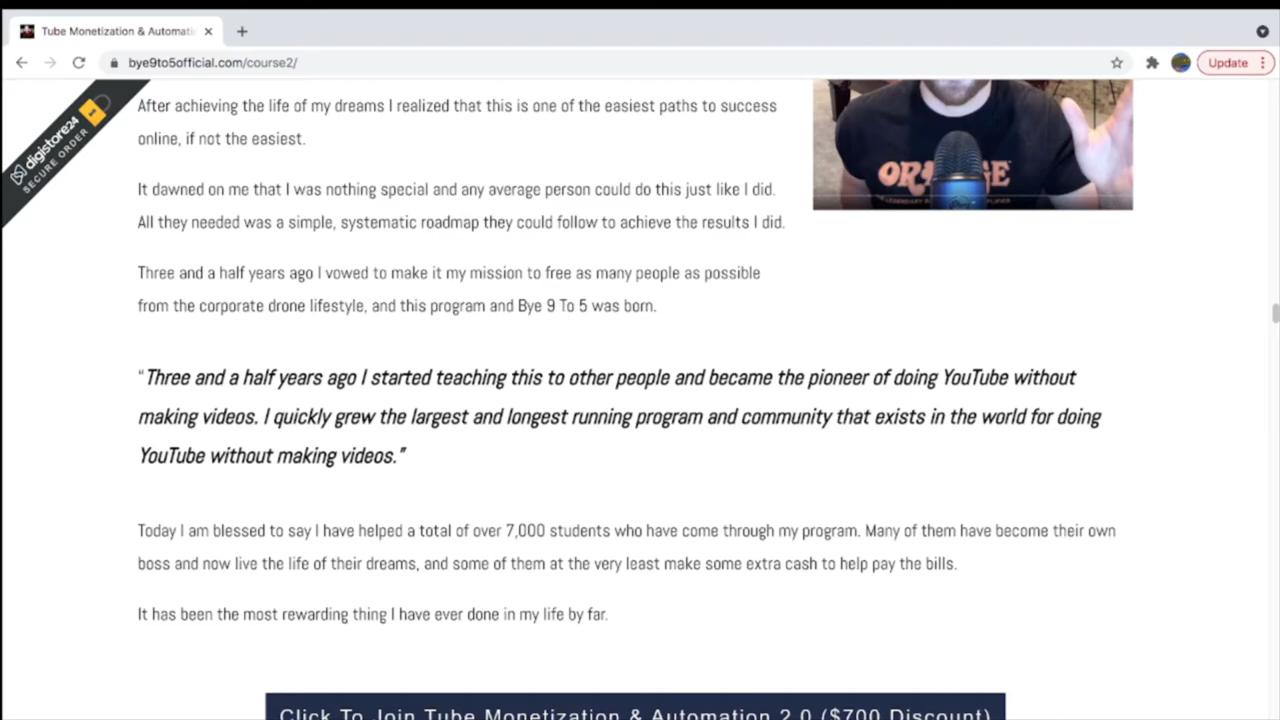 Tube Monetization & Automati
Update
bye9to5official.com/course2/
digistore24
SECURE ORDER
After achieving the life of my dreams I realized that this is one of the easiest paths to success
online, if not the easiest.
It dawned on me that I was nothing special and any average person could do this just like I did.
All they needed was a simple, systematic roadmap they could follow to achieve the results I did.
Three and a half years ago I vowed to make it my mission to free as many people as possible
from the corporate drone lifestyle, and this program and Bye 9 To 5 was born.
“Three and a half years ago I started teaching this to other people and became the pioneer of doing YouTube without
making videos. I quickly grew the largest and longest running program and community that exists in the world for doing
YouTube without making videos.”
Today I am blessed to say I have helped a total of over 7,000 students who have come through my program. Many of them have become their own
boss and now live the life of their dreams, and some of them at the very least make some extra cash to help pay the bills.
It has been the most rewarding thing I have ever done in my life by far.
Click To Join Tube Monetization & Automation 2.0 ($700 Discount)